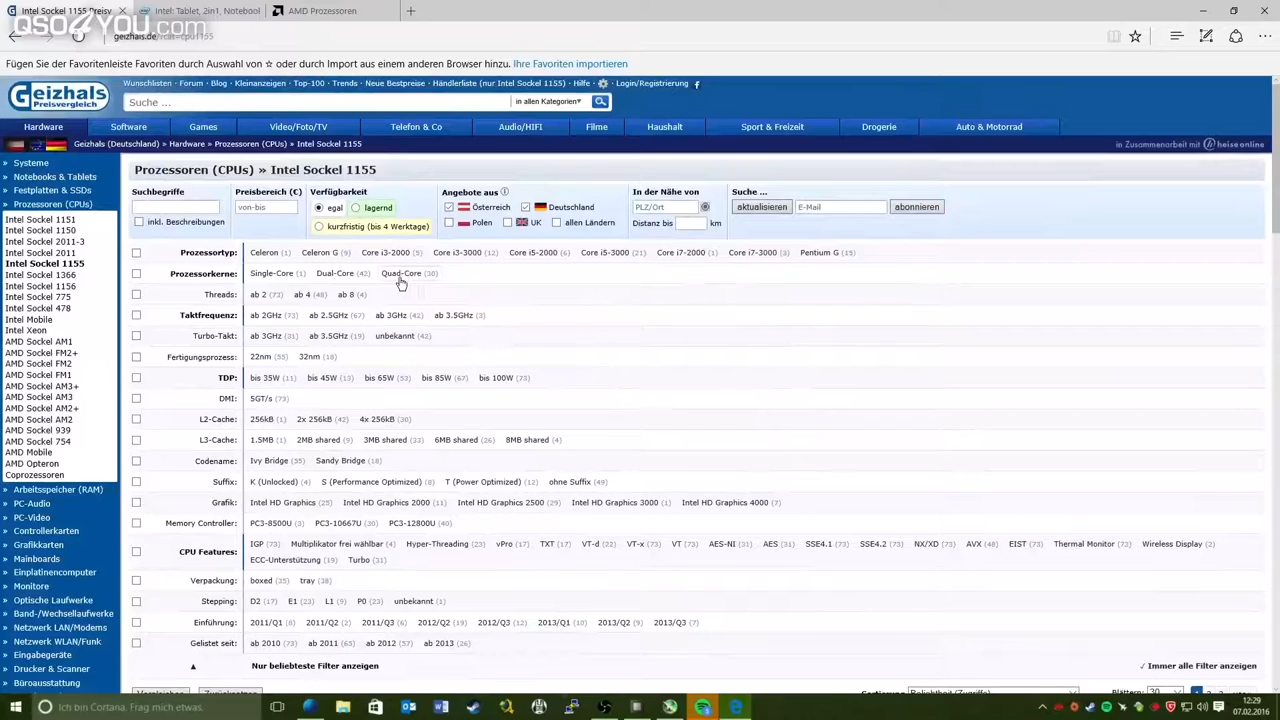 Intel Sockel 1155 Preisv
Intel: Tablet, 2in1, Notebool
AMD Prozessoren
QSO4YOU.com
geizhals.de/?cat=cpu1155
Fügen Sie der Favoritenleiste Favoriten durch Auswahl von ☆ oder durch Import aus einem anderen Browser hinzu. Ihre Favoriten importieren
Wunschlisten · Forum · Blog · Kleinanzeigen · Top-100 · Trends · Neue Bestpreise · Händlerliste (nur Intel Sockel 1155) · Hilfe · Login/Registrierung
Geizhals
Preisvergleich
Suche ...
in allen Kategorien
Hardware Software Games Video/Foto/TV Telefon & Co Audio/HIFI Filme Haushalt Sport & Freizeit Drogerie Auto & Motorrad
Geizhals (Deutschland) » Hardware » Prozessoren (CPUs) » Intel Sockel 1155
in Zusammenarbeit mit heise online
» Systeme
» Notebooks & Tablets
» Festplatten & SSDs
» Prozessoren (CPUs)
Intel Sockel 1151
Intel Sockel 1150
Intel Sockel 2011-3
Intel Sockel 2011
Intel Sockel 1155
Intel Sockel 1366
Intel Sockel 1156
Intel Sockel 775
Intel Sockel 478
Intel Mobile
Intel Xeon
AMD Sockel AM1
AMD Sockel FM2+
AMD Sockel FM2
AMD Sockel FM1
AMD Sockel AM3+
AMD Sockel AM3
AMD Sockel AM2+
AMD Sockel AM2
AMD Sockel 939
AMD Sockel 754
AMD Mobile
AMD Opteron
Coprozessoren
» Arbeitsspeicher (RAM)
» PC-Audio
» PC-Video
» Controllerkarten
» Grafikkarten
» Mainboards
» Einplatinencomputer
» Monitore
» Optische Laufwerke
» Band-/Wechsellaufwerke
» Netzwerk LAN/Modems
» Netzwerk WLAN/Funk
» Eingabegeräte
» Drucker & Scanner
» Büroausstattung
Prozessoren (CPUs) » Intel Sockel 1155
Suchbegriffe Preisbereich (€) Verfügbarkeit Angebote aus In der Nähe von Suche ...
von-bis egal lagernd Österreich Deutschland PLZ/Ort aktualisieren E-Mail abonnieren
inkl. Beschreibungen kurzfristig (bis 4 Werktage) Polen UK allen Ländern Distanz bis km
Prozessortyp: Celeron (1) Celeron G (9) Core i3-2000 (5) Core i3-3000 (12) Core i5-2000 (6) Core i5-3000 (21) Core i7-2000 (1) Core i7-3000 (3) Pentium G (15)
Prozessorkerne: Single-Core (1) Dual-Core (42) Quad-Core (30)
Threads: ab 2 (73) ab 4 (48) ab 8 (4)
Taktfrequenz: ab 2GHz (73) ab 2.5GHz (67) ab 3GHz (42) ab 3.5GHz (3)
Turbo-Takt: ab 3GHz (31) ab 3.5GHz (19) unbekannt (42)
Fertigungsprozess: 22nm (55) 32nm (18)
TDP: bis 35W (11) bis 45W (13) bis 65W (53) bis 85W (67) bis 100W (73)
DMI: 5GT/s (73)
L2-Cache: 256kB (1) 2x 256kB (42) 4x 256kB (30)
L3-Cache: 1.5MB (1) 2MB shared (9) 3MB shared (33) 6MB shared (26) 8MB shared (4)
Codename: Ivy Bridge (55) Sandy Bridge (18)
Suffix: K (Unlocked) (4) S (Performance Optimized) (8) T (Power Optimized) (12) ohne Suffix (49)
Grafik: Intel HD Graphics (25) Intel HD Graphics 2000 (11) Intel HD Graphics 2500 (29) Intel HD Graphics 3000 (1) Intel HD Graphics 4000 (7)
Memory Controller: PC3-8500U (3) PC3-10667U (30) PC3-12800U (40)
CPU Features: IGP (73) Multiplikator frei wählbar (4) Hyper-Threading (23) vPro (17) TXT (17) VT-d (22) VT-x (73) VT (73) AES-NI (31) AES (31) SSE4.1 (73) SSE4.2 (73) NX/XD (73) AVX (48) EIST (73) Thermal Monitor (72) Wireless Display (2)
ECC-Unterstützung (19) Turbo (31)
Verpackung: boxed (35) tray (38)
Stepping: D2 (17) E1 (23) L1 (9) P0 (23) unbekannt (1)
Einführung: 2011/Q1 (8) 2011/Q2 (2) 2011/Q3 (6) 2012/Q2 (19) 2012/Q3 (12) 2013/Q1 (10) 2013/Q2 (9) 2013/Q3 (7)
Gelistet seit: ab 2010 (73) ab 2011 (65) ab 2012 (57) ab 2013 (26)
▲ Nur beliebteste Filter anzeigen ✓ Immer alle Filter anzeigen
Vergleichen Zurücksetzen Sortierung Beliebtheit (Zugriffe) Blättern: 30 1 2 3
Ich bin Cortana. Frag mich etwas.
12:29
07.02.2016